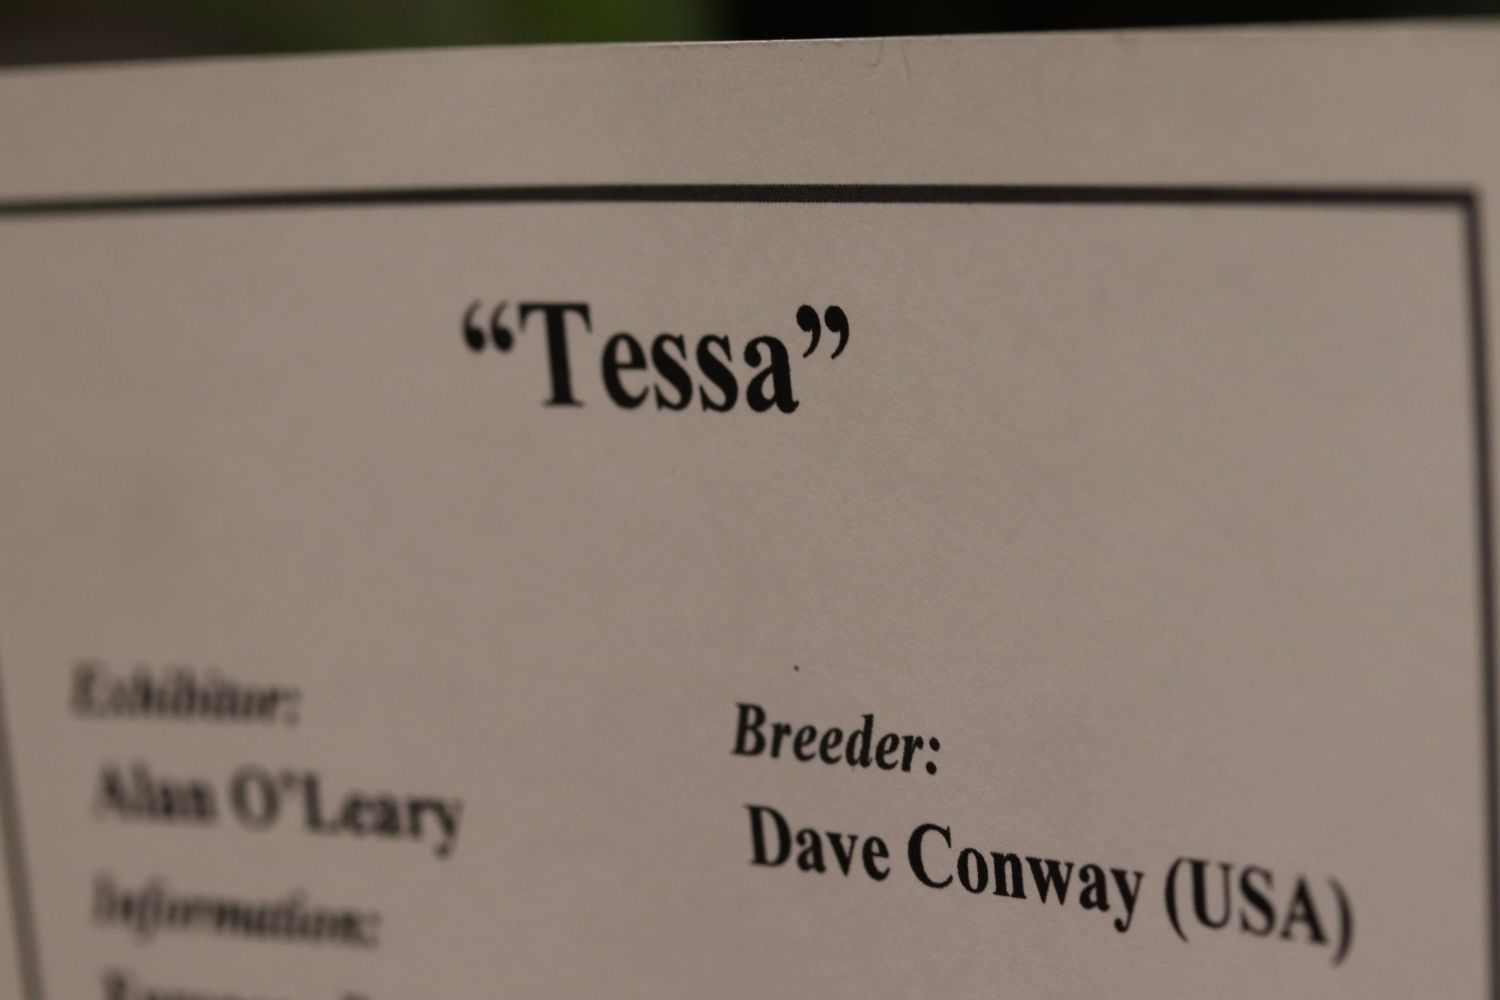 “Tessa”
Exhibitor:
Breeder:
Alan O’Leary
Dave Conway (USA)
Information: